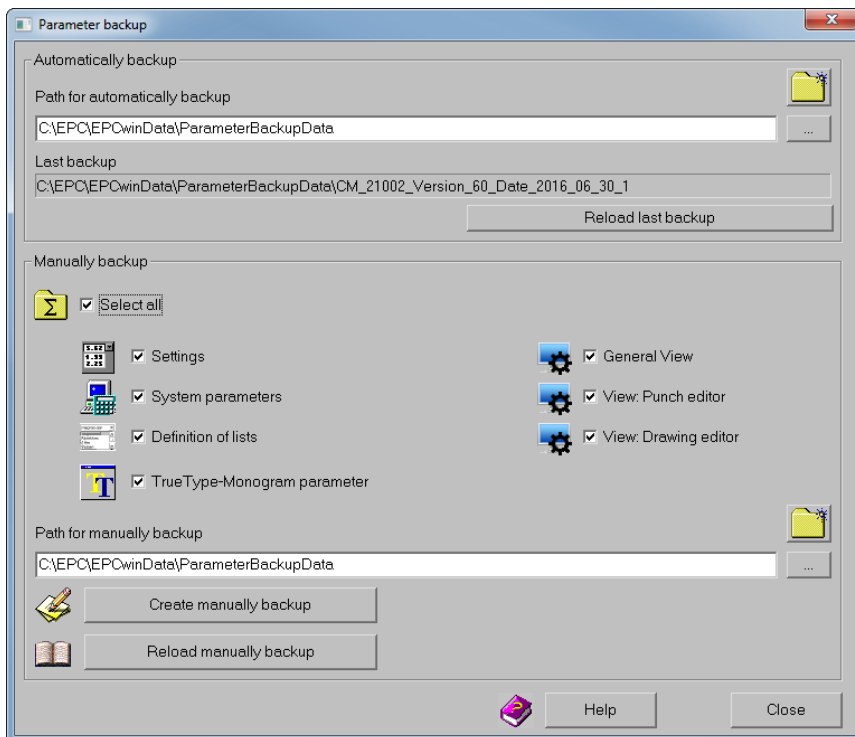 Parameter backup
Automatically backup
Path for automatically backup
C:\EPC\EPCwinData\ParameterBackupData
...
Last backup
C:\EPC\EPCwinData\ParameterBackupData\CM_21002_Version_60_Date_2016_06_30_1
Reload last backup
Manually backup
Σ Select all
Settings
General View
System parameters
View: Punch editor
Definition of lists
View: Drawing editor
TrueType-Monogram parameter
Path for manually backup
C:\EPC\EPCwinData\ParameterBackupData
...
Create manually backup
Reload manually backup
Help
Close